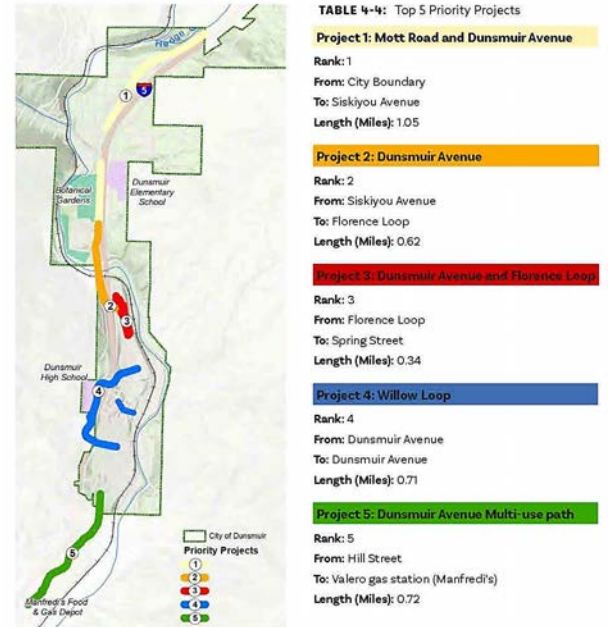 TABLE 4-4: Top 5 Priority Projects
Project 1: Mott Road and Dunsmuir Avenue
Rank: 1
From: City Boundary
To: Siskiyou Avenue
Length (Miles): 1.05
Project 2: Dunsmuir Avenue
Rank: 2
From: Siskiyou Avenue
To: Florence Loop
Length (Miles): 0.62
Project 3: Dunsmuir Avenue and Florence Loop
Rank: 3
From: Florence Loop
To: Spring Street
Length (Miles): 0.34
Project 4: Willow Loop
Rank: 4
From: Dunsmuir Avenue
To: Dunsmuir Avenue
Length (Miles): 0.71
Project 5: Dunsmuir Avenue Multi-use path
Rank: 5
From: Hill Street
To: Valero gas station (Manfredi's)
Length (Miles): 0.72
Hedge
1
5
Botanical
Gardens
Dunsmuir
Elementary
School
2
3
Dunsmuir
High School
4
5
Manfredi's Food
& Gas Depot
City of Dunsmuir
Priority Projects
1
2
3
4
5